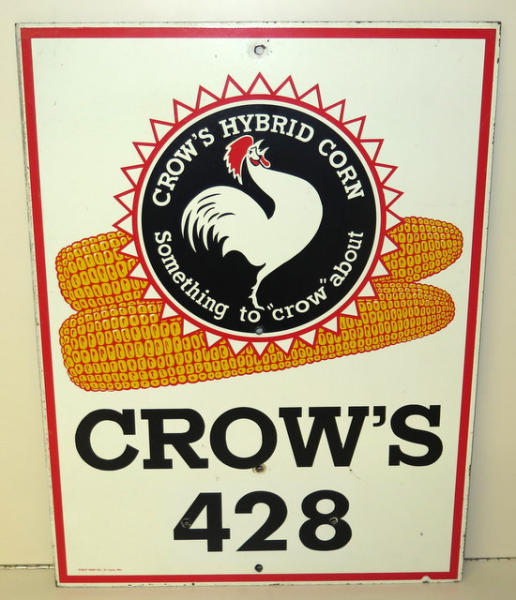 CROW'S HYBRID CORN
Something to "crow" about
CROW'S
428